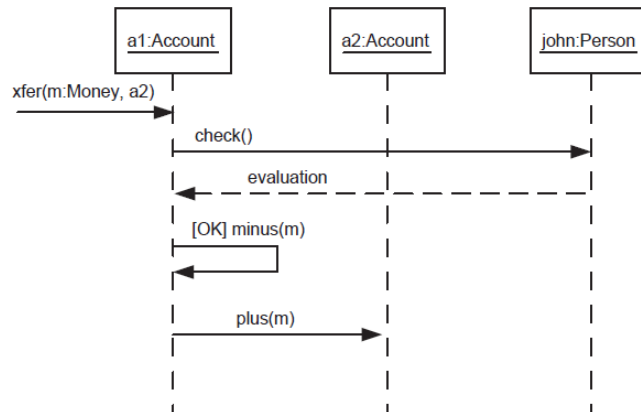 a1:Account
a2:Account
john:Person
xfer(m:Money, a2)
check()
evaluation
[OK] minus(m)
plus(m)